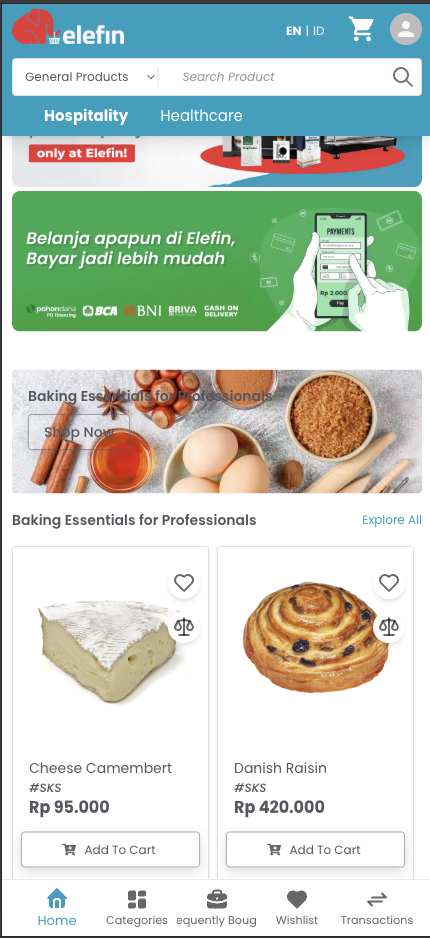 elefin
EN | ID
General Products
Search Product
Hospitality
Healthcare
only at Elefin!
Belanja apapun di Elefin,
Bayar jadi lebih mudah
pohondana
PO Financing
BCA
BNI
BRIVA
CASH ON
DELIVERY
PAYMENTS
Rp 2.000
Pay
Baking Essentials for Professionals
Shop Now
Baking Essentials for Professionals
Explore All
Cheese Camembert
#SKS
Rp 95.000
Add To Cart
Danish Raisin
#SKS
Rp 420.000
Add To Cart
Home
Categories
equently Boug
Wishlist
Transactions